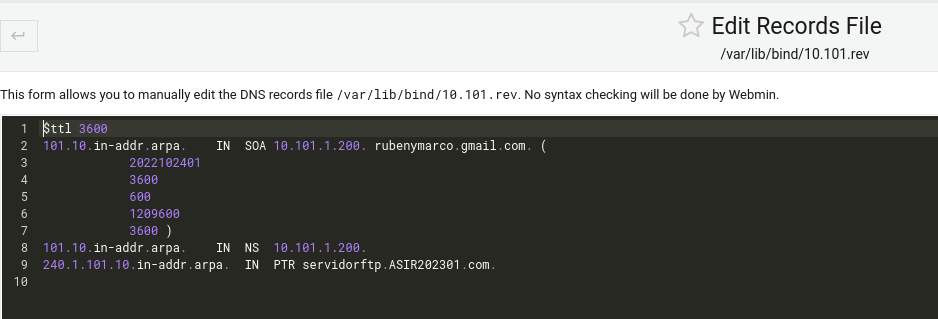 Edit Records File
/var/lib/bind/10.101.rev
This form allows you to manually edit the DNS records file /var/lib/bind/10.101.rev. No syntax checking will be done by Webmin.
1 $ttl 3600
2 101.10.in-addr.arpa. IN SOA 10.101.1.200. rubenymarco.gmail.com. (
3 2022102401
4 3600
5 600
6 1209600
7 3600 )
8 101.10.in-addr.arpa. IN NS 10.101.1.200.
9 240.1.101.10.in-addr.arpa. IN PTR servidorftp.ASIR202301.com.
10